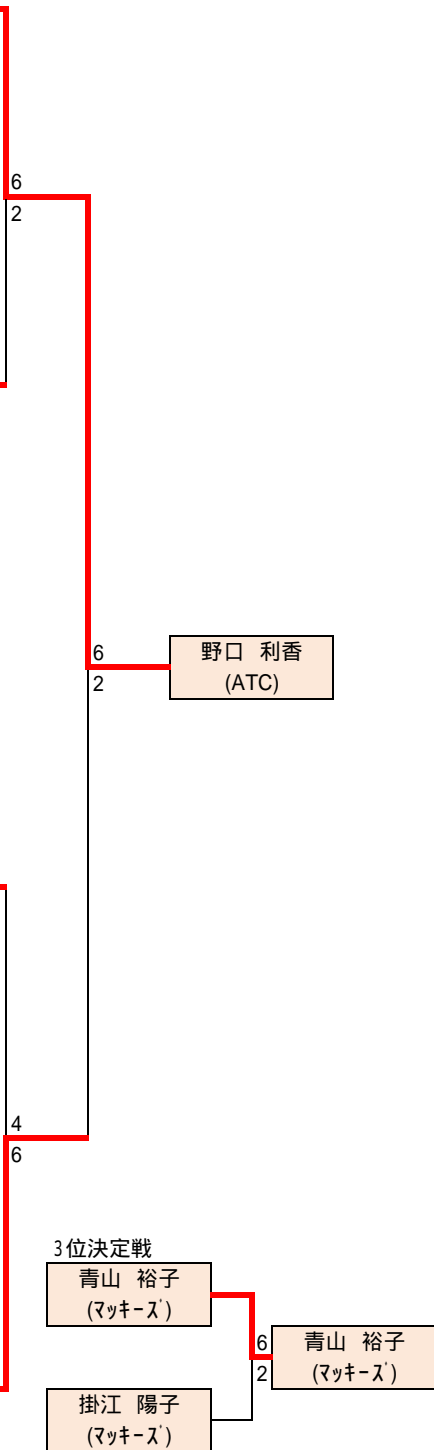 6
2
6
野口 利香
2
(ATC)
4
6
3位決定戦
青山 裕子
(ﾏｯｷｰｽﾞ)
6
青山 裕子
2
(ﾏｯｷｰｽﾞ)
掛江 陽子
(ﾏｯｷｰｽﾞ)